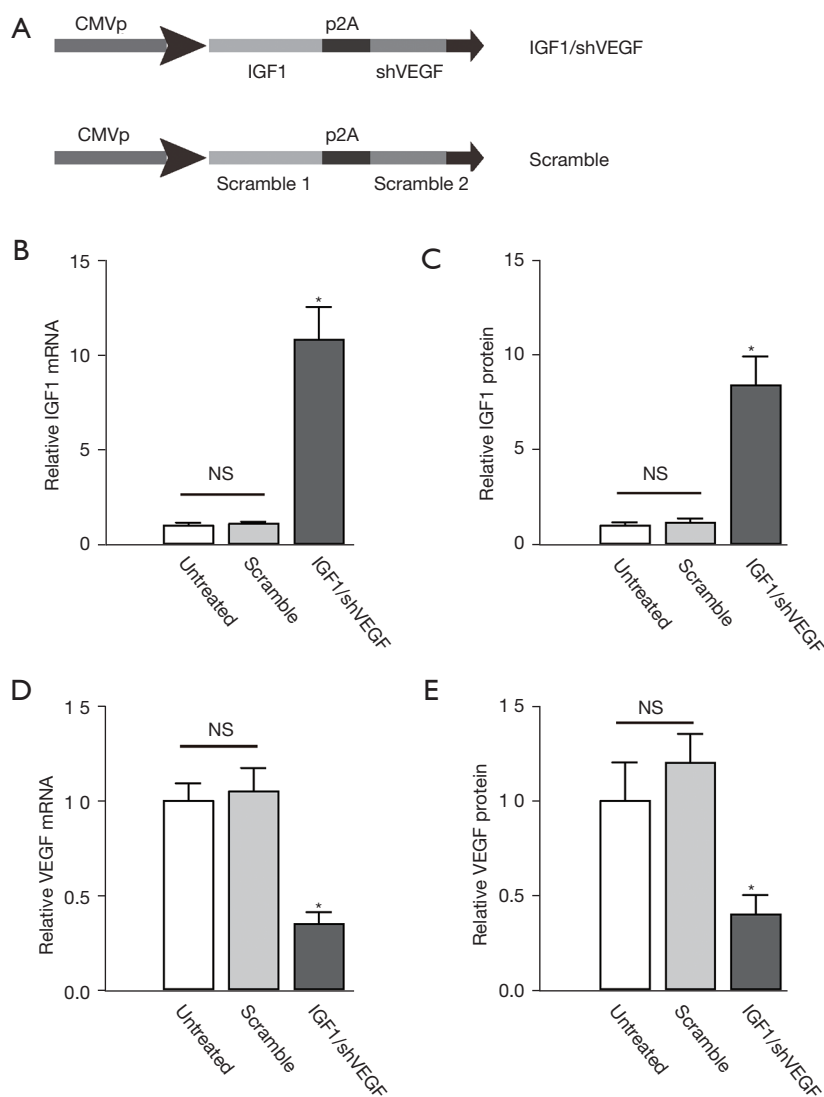 A
CMVp
p2A
IGF1
shVEGF
IGF1/shVEGF
CMVp
p2A
Scramble 1
Scramble 2
Scramble
B
Relative IGF1 mRNA
15
10
5
0
NS
*
Untreated
Scramble
IGF1/shVEGF
C
Relative IGF1 protein
15
10
5
0
NS
*
Untreated
Scramble
IGF1/shVEGF
D
Relative VEGF mRNA
1 5
1 0
0.5
0.0
NS
*
Untreated
Scramble
IGF1/shVEGF
E
Relative VEGF protein
1 5
1 0
0.5
0.0
NS
*
Untreated
Scramble
IGF1/shVEGF